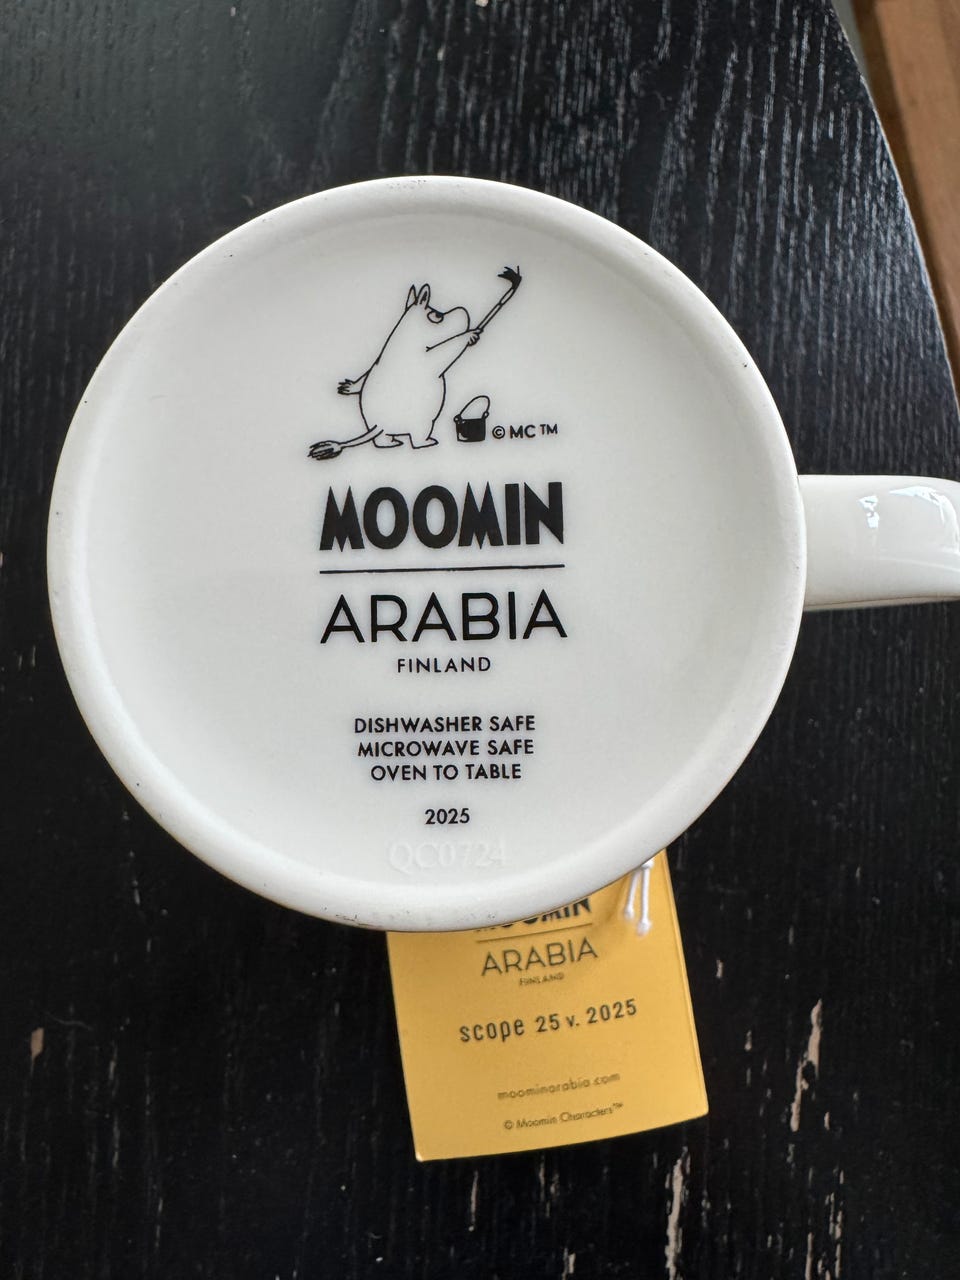 © MC TM
MOOMIN
ARABIA
FINLAND
DISHWASHER SAFE
MICROWAVE SAFE
OVEN TO TABLE
2025
QC0724
MOOMIN
ARABIA
FINLAND
scope 25 v. 2025
moominarabia.com
© Moomin Characters™